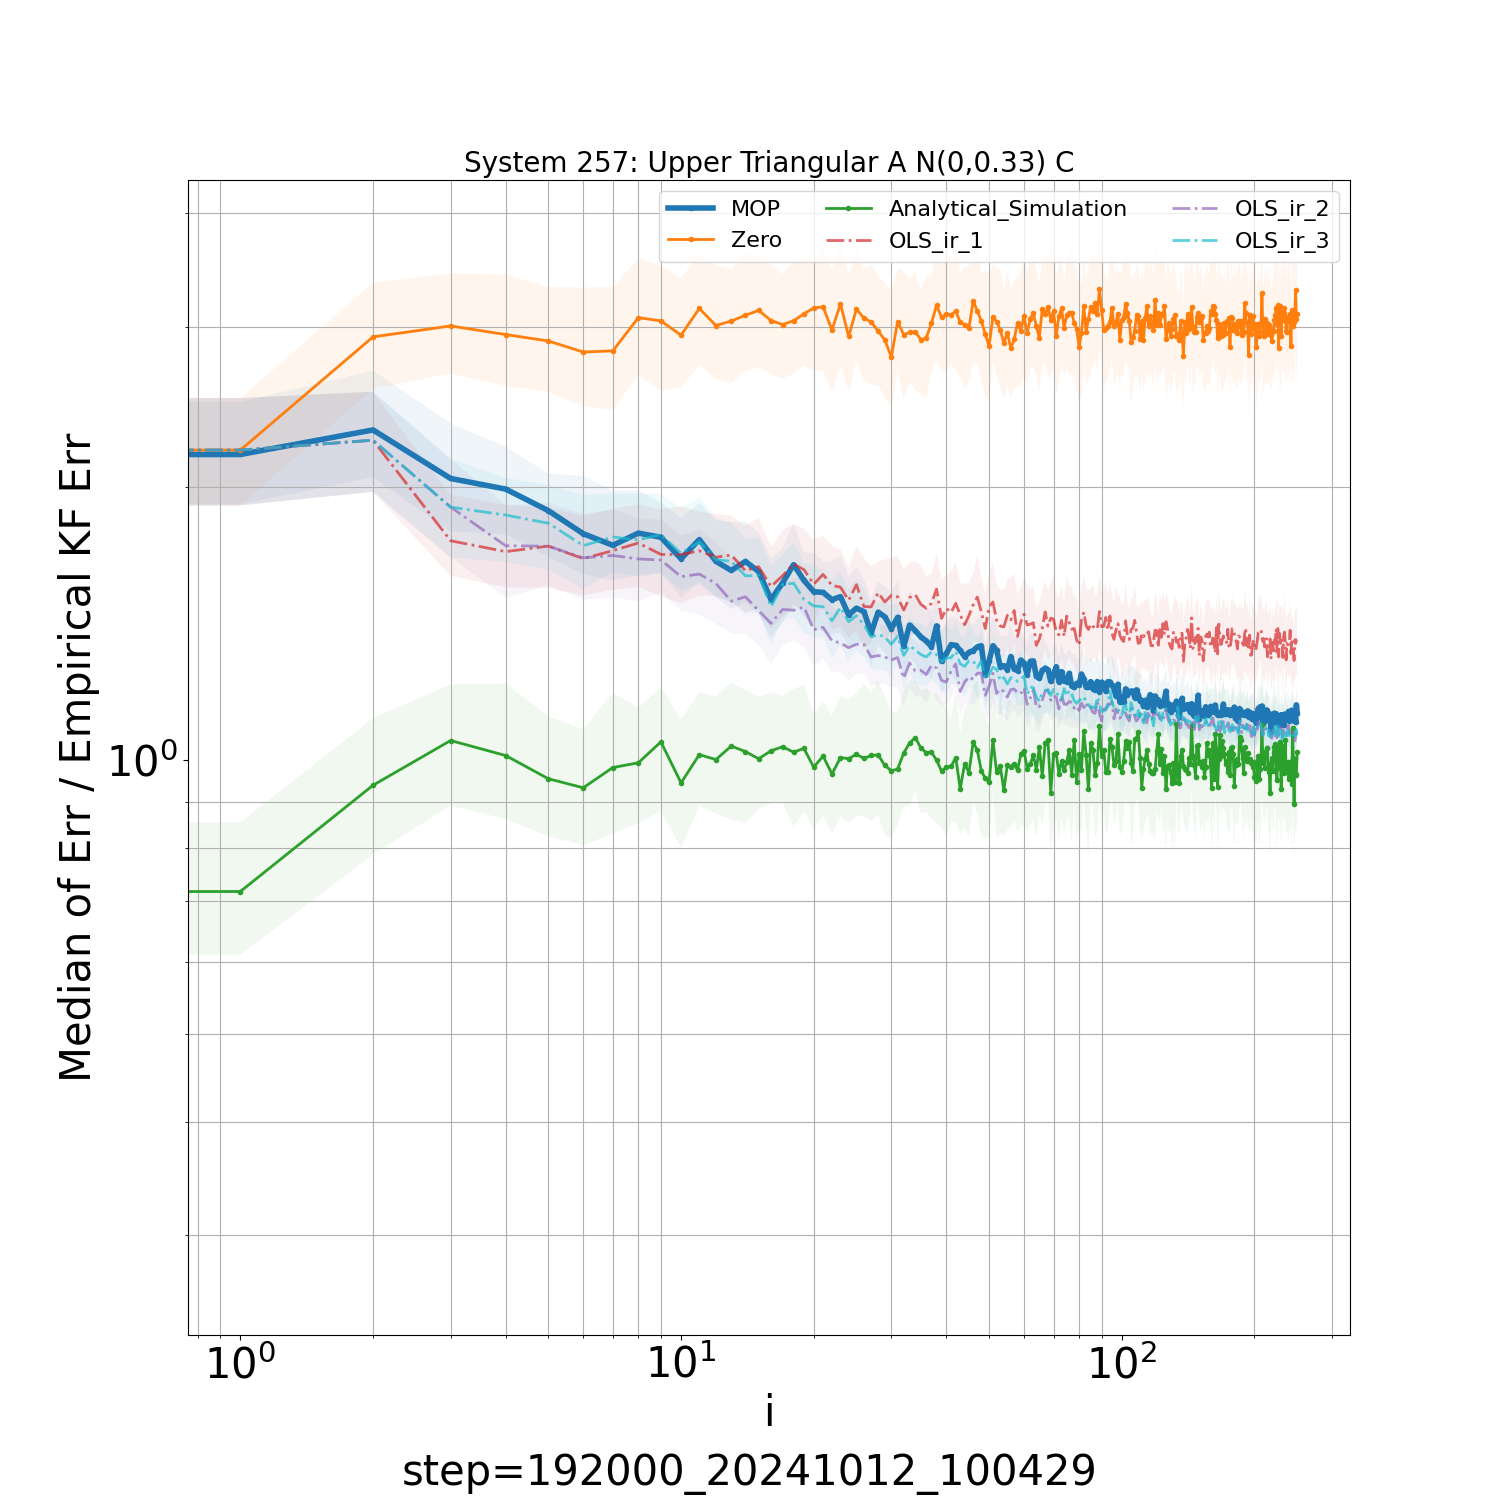 System 257: Upper Triangular A N(0,0.33) C
MOP
Zero
Analytical_Simulation
OLS_ir_1
OLS_ir_2
OLS_ir_3
Median of Err / Empirical KF Err
10⁰
10⁰ 10¹ 10²
i
step=192000_20241012_100429